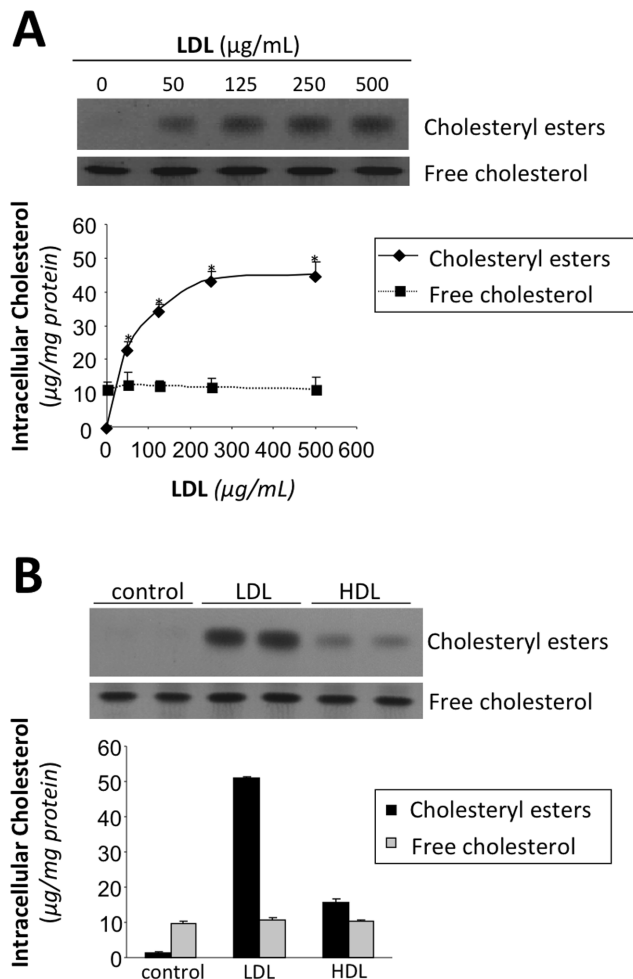 A
LDL (µg/mL)
0 50 125 250 500
Cholesteryl esters
Free cholesterol
Intracellular Cholesterol
(µg/mg protein)
60
50
40
30
20
10
0
* * * *
Cholesteryl esters
Free cholesterol
0 100 200 300 400 500 600
LDL (µg/mL)
B
control LDL HDL
Cholesteryl esters
Free cholesterol
Intracellular Cholesterol
(µg/mg protein)
60
50
40
30
20
10
0
Cholesteryl esters
Free cholesterol
control LDL HDL